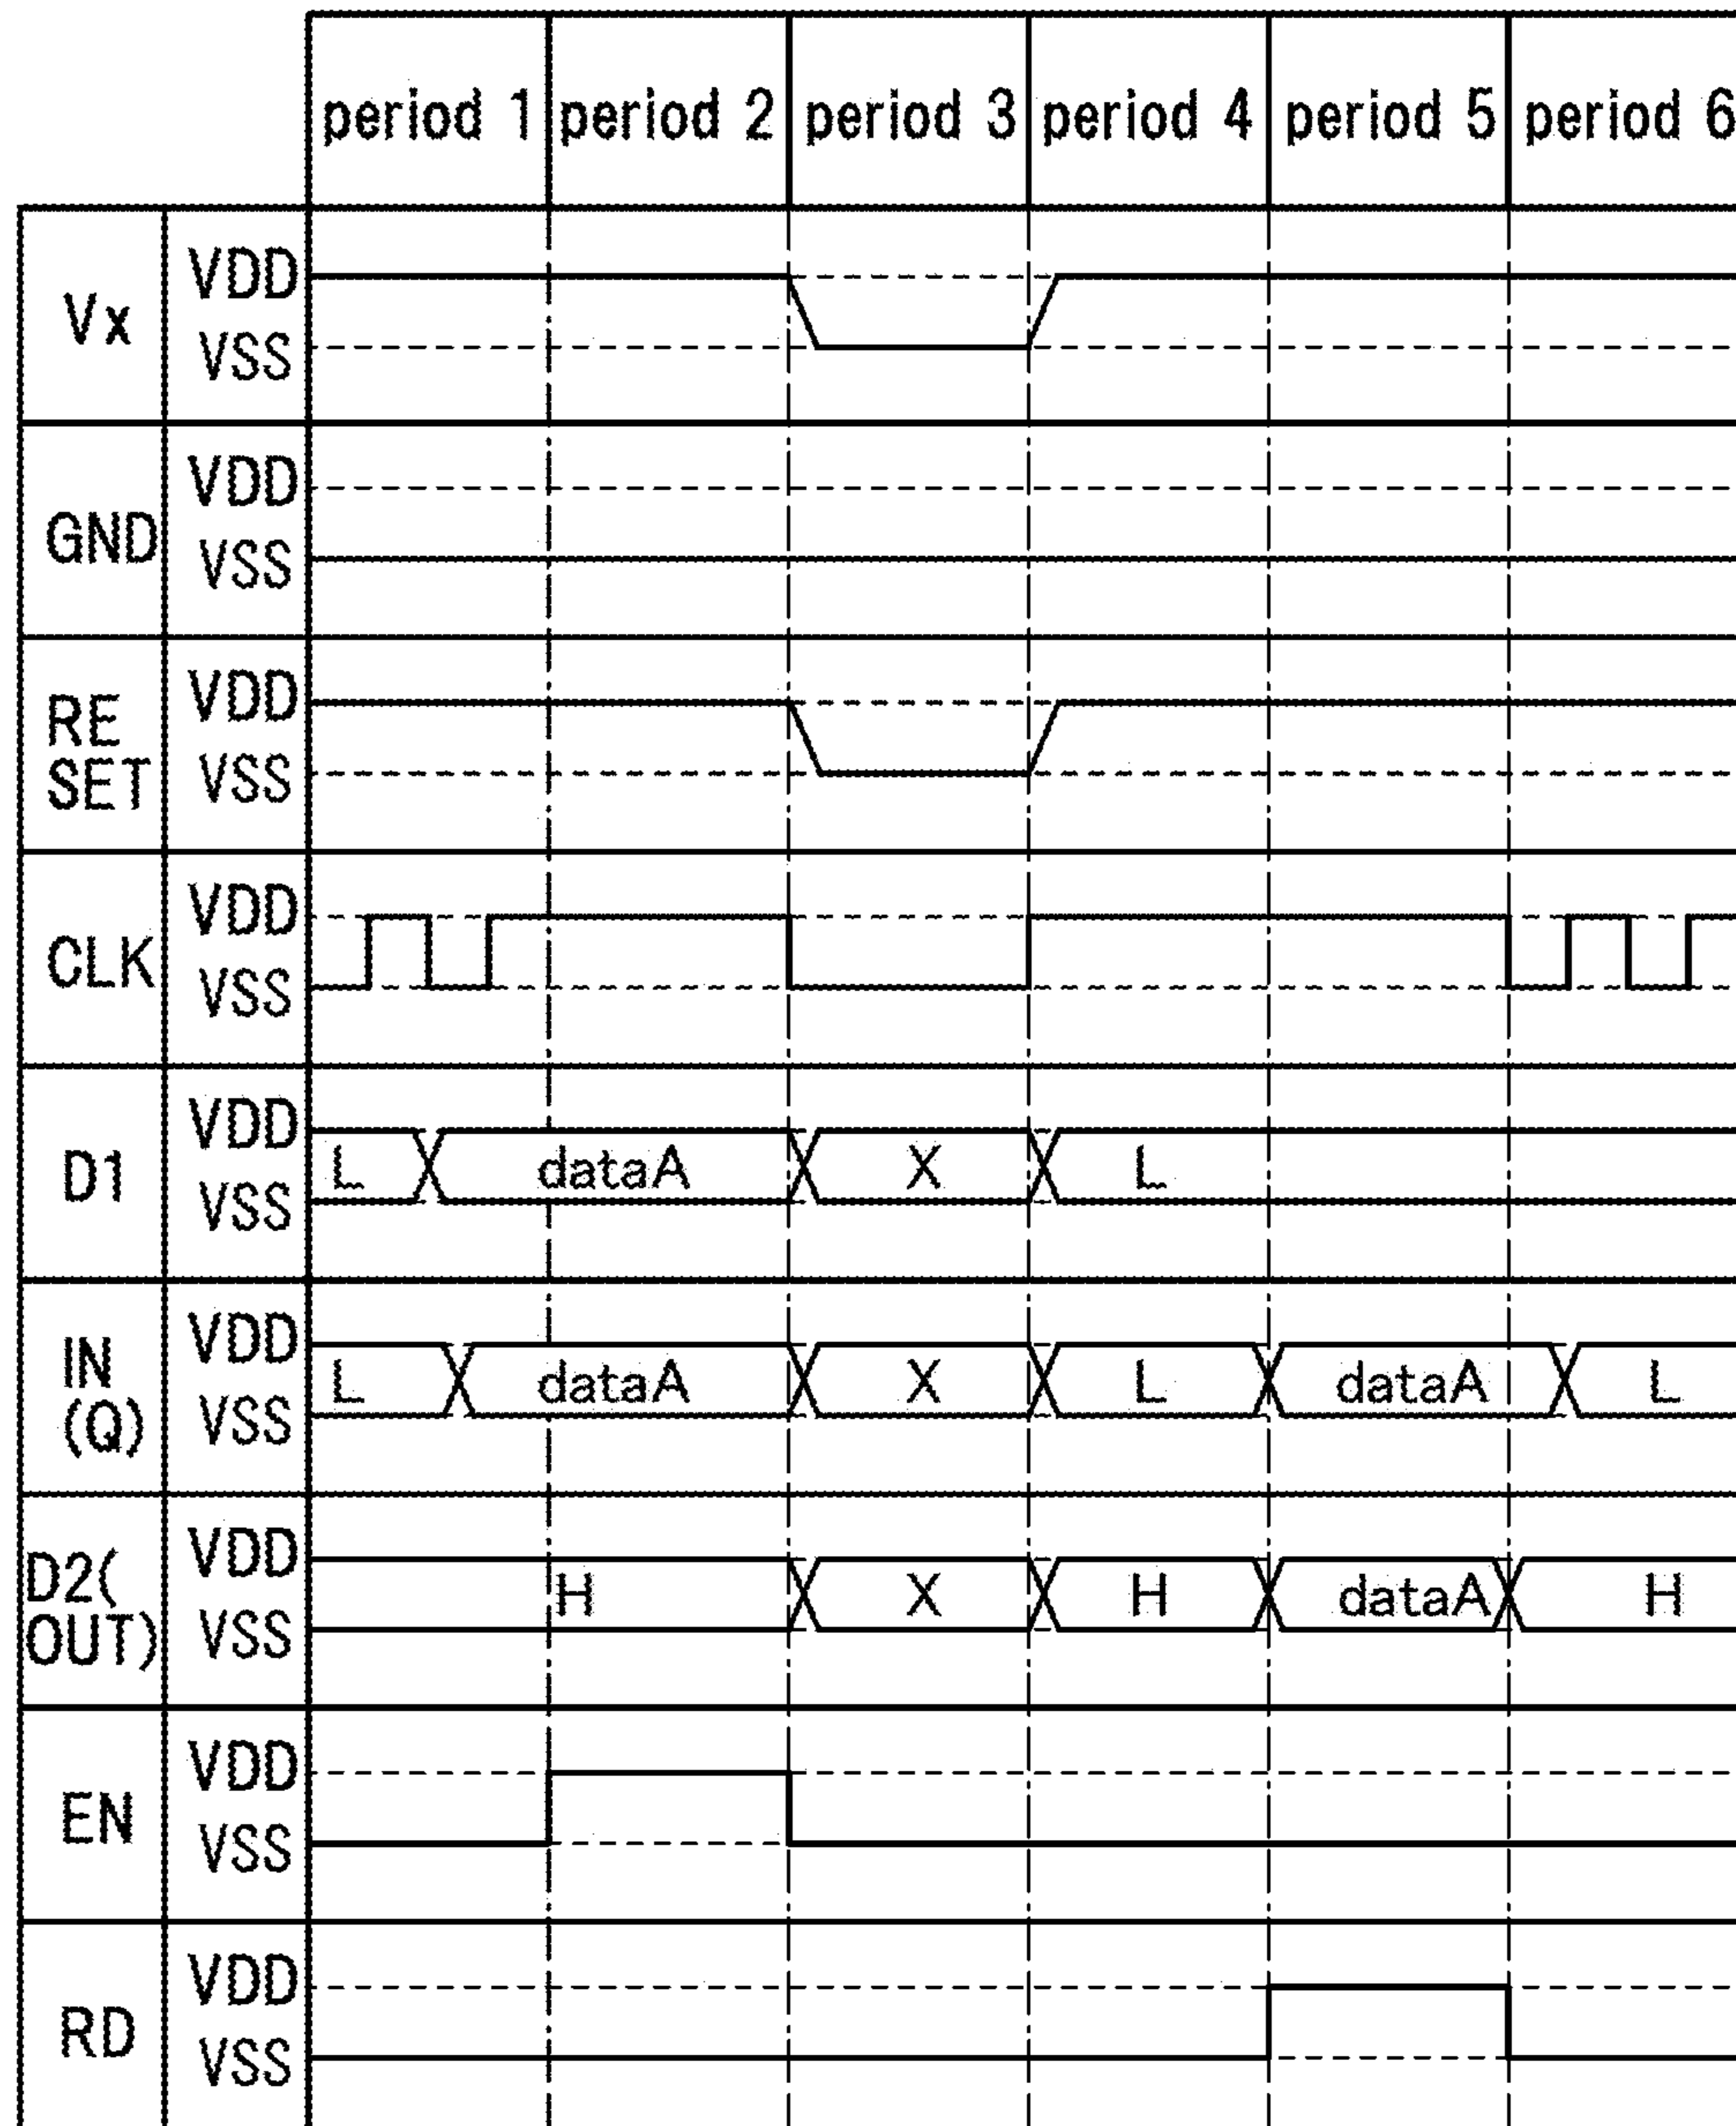 period 1 period 2 period 3 period 4 period 5 period 6
VDD
Vx
VSS
VDD
GND
VSS
VDD
RE
SET
VSS
VDD
CLK
VSS
VDD
D1
VSS
L dataA X L
VDD
IN
(Q)
VSS
L dataA X L dataA L
VDD
D2(
OUT)
VSS
H X H dataA H
VDD
EN
VSS
VDD
RD
VSS